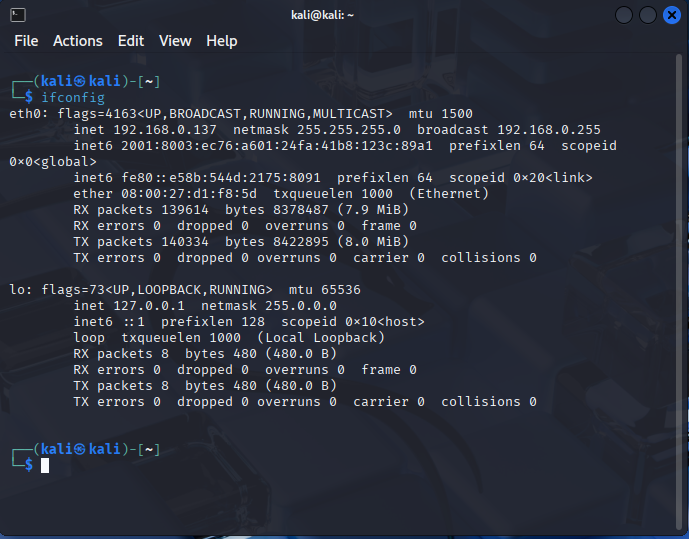 kali@kali: ~
File Actions Edit View Help
┌──(kali㉿kali)-[~]
└─$ ifconfig
eth0: flags=4163<UP,BROADCAST,RUNNING,MULTICAST>  mtu 1500
        inet 192.168.0.137  netmask 255.255.255.0  broadcast 192.168.0.255
        inet6 2001:8003:ec76:a601:24fa:41b8:123c:89a1  prefixlen 64  scopeid
0×0<global>
        inet6 fe80::e58b:544d:2175:8091  prefixlen 64  scopeid 0×20<link>
        ether 08:00:27:d1:f8:5d  txqueuelen 1000  (Ethernet)
        RX packets 139614  bytes 8378487 (7.9 MiB)
        RX errors 0  dropped 0  overruns 0  frame 0
        TX packets 140334  bytes 8422895 (8.0 MiB)
        TX errors 0  dropped 0 overruns 0  carrier 0  collisions 0
lo: flags=73<UP,LOOPBACK,RUNNING>  mtu 65536
        inet 127.0.0.1  netmask 255.0.0.0
        inet6 ::1  prefixlen 128  scopeid 0×10<host>
        loop  txqueuelen 1000  (Local Loopback)
        RX packets 8  bytes 480 (480.0 B)
        RX errors 0  dropped 0  overruns 0  frame 0
        TX packets 8  bytes 480 (480.0 B)
        TX errors 0  dropped 0 overruns 0  carrier 0  collisions 0
┌──(kali㉿kali)-[~]
└─$